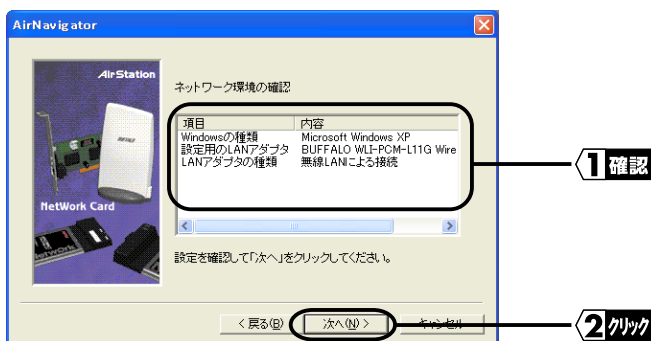 AirNavigator
AirStation
ネットワーク環境の確認
項目 内容
Windowsの種類 Microsoft Windows XP
設定用のLANアダプタ BUFFALO WLI-PCM-L11G Wire
LANアダプタの種類 無線LANによる接続
1 確認
NetWork Card
設定を確認して「次へ」をクリックしてください。
< 戻る(B) 次へ(N) > キャンセル
2 クリック